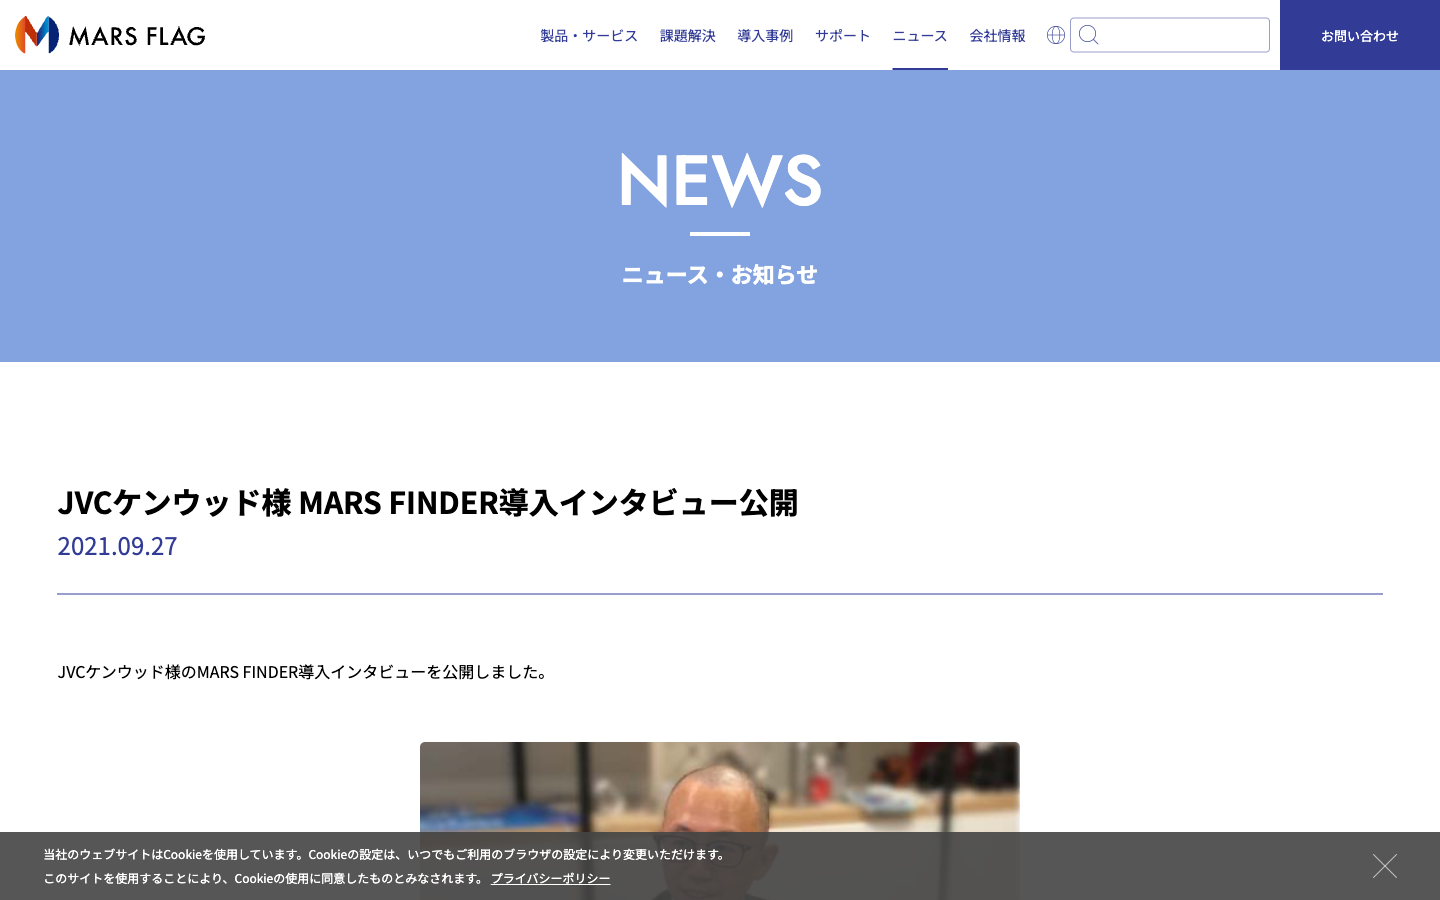 MARS FLAG
製品・サービス 課題解決 導入事例 サポート ニュース 会社情報 お問い合わせ
NEWS
ニュース・お知らせ
JVCケンウッド様 MARS FINDER導入インタビュー公開
2021.09.27
JVCケンウッド様のMARS FINDER導入インタビューを公開しました。
当社のウェブサイトはCookieを使用しています。Cookieの設定は、いつでもご利用のブラウザの設定により変更いただけます。
このサイトを使用することにより、Cookieの使用に同意したものとみなされます。 プライバシーポリシー